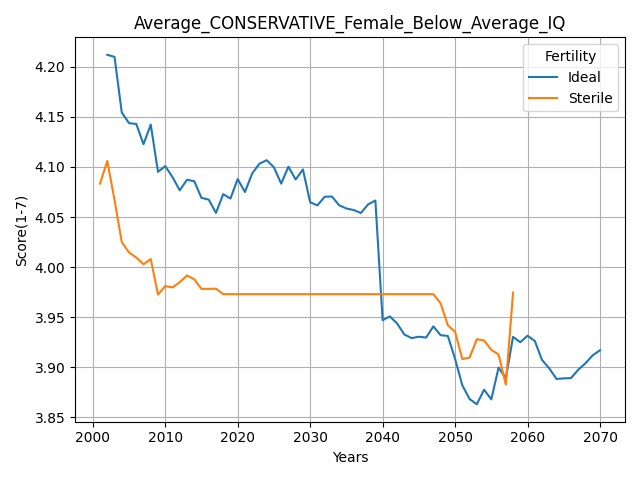 Average_CONSERVATIVE_Female_Below_Average_IQ
Fertility
Ideal
Sterile
Score(1-7)
4.20
4.15
4.10
4.05
4.00
3.95
3.90
3.85
2000 2010 2020 2030 2040 2050 2060 2070
Years